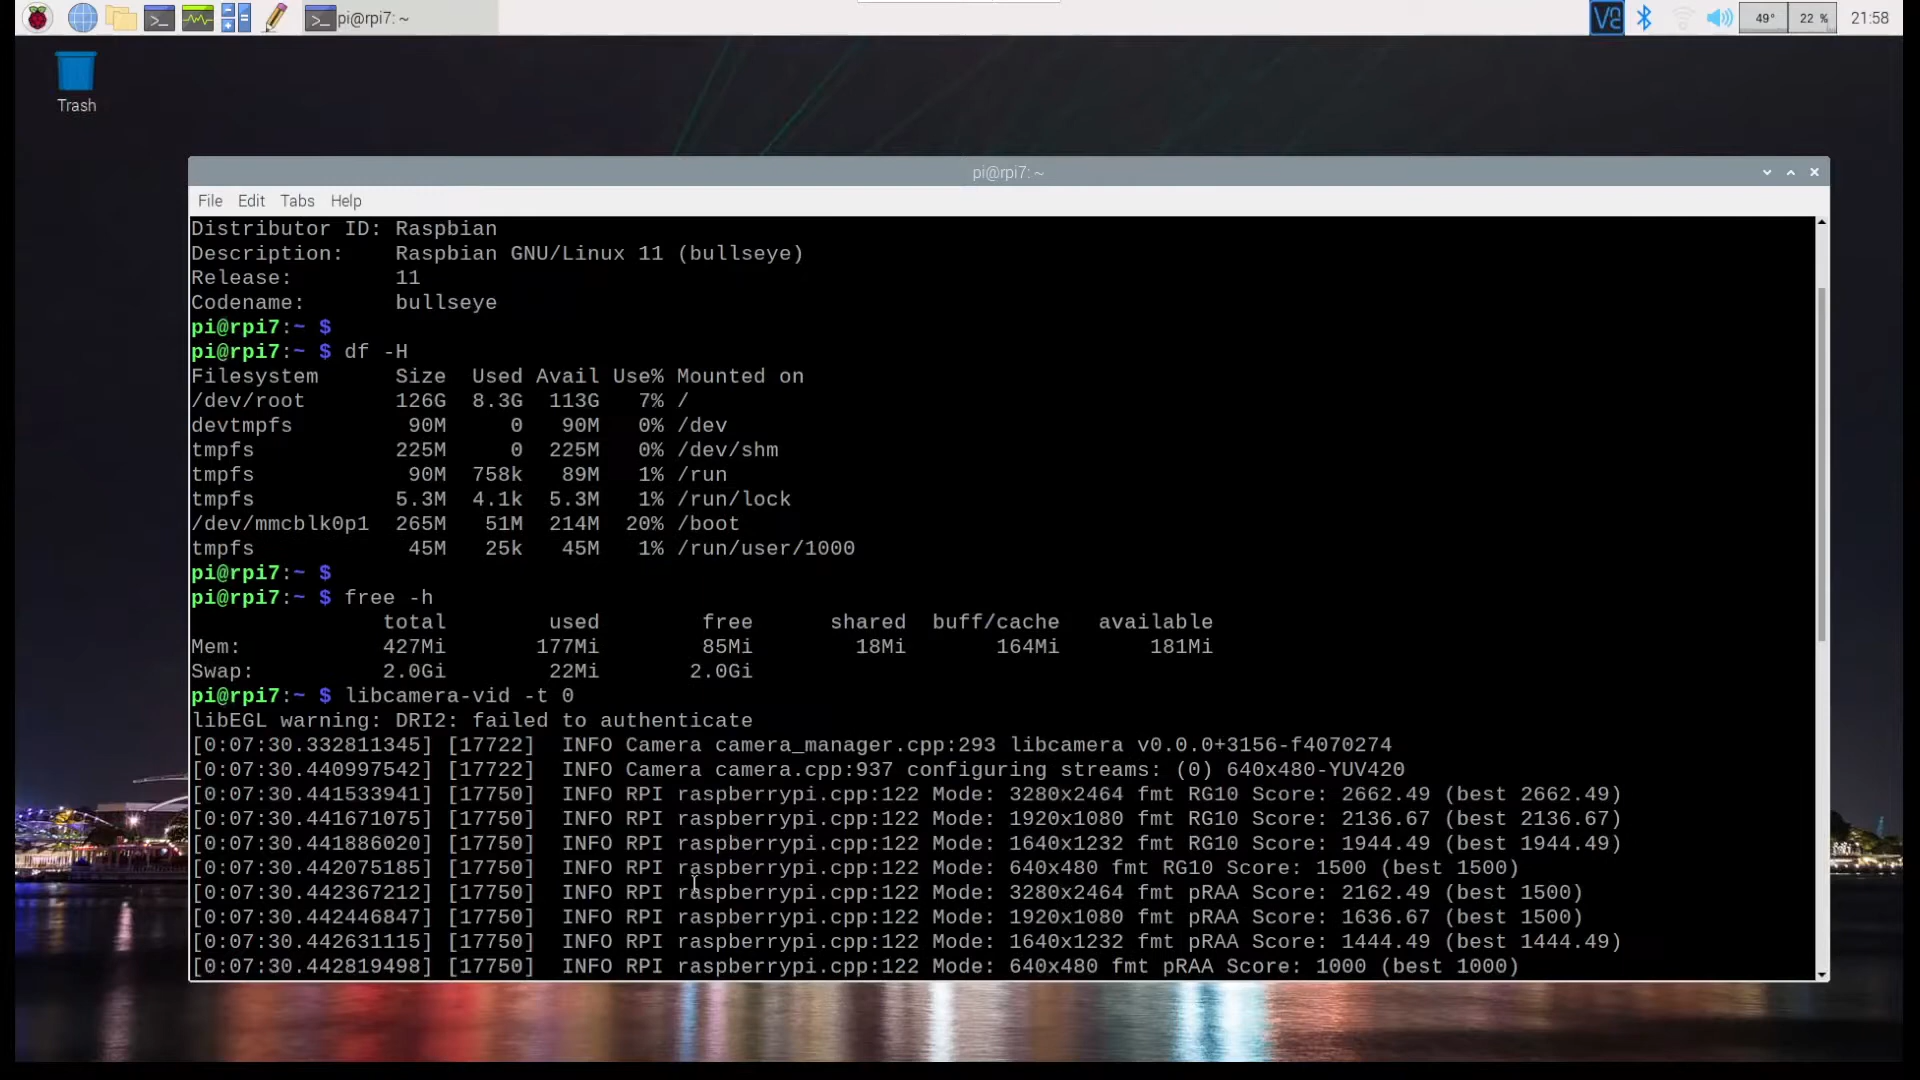 pi@rpi7: ~
49° 22 % 21:58
Trash
pi@rpi7: ~
File Edit Tabs Help
Distributor ID: Raspbian
Description:    Raspbian GNU/Linux 11 (bullseye)
Release:        11
Codename:       bullseye
pi@rpi7:~ $
pi@rpi7:~ $ df -H
Filesystem      Size  Used Avail Use% Mounted on
/dev/root       126G  8.3G  113G   7% /
devtmpfs         90M     0   90M   0% /dev
tmpfs           225M     0  225M   0% /dev/shm
tmpfs            90M  758k   89M   1% /run
tmpfs           5.3M  4.1k  5.3M   1% /run/lock
/dev/mmcblk0p1  265M   51M  214M  20% /boot
tmpfs            45M   25k   45M   1% /run/user/1000
pi@rpi7:~ $
pi@rpi7:~ $ free -h
               total        used        free      shared  buff/cache   available
Mem:           427Mi       177Mi        85Mi        18Mi       164Mi       181Mi
Swap:          2.0Gi        22Mi       2.0Gi
pi@rpi7:~ $ libcamera-vid -t 0
libEGL warning: DRI2: failed to authenticate
[0:07:30.332811345] [17722]  INFO Camera camera_manager.cpp:293 libcamera v0.0.0+3156-f4070274
[0:07:30.440997542] [17722]  INFO Camera camera.cpp:937 configuring streams: (0) 640x480-YUV420
[0:07:30.441533941] [17750]  INFO RPI raspberrypi.cpp:122 Mode: 3280x2464 fmt RG10 Score: 2662.49 (best 2662.49)
[0:07:30.441671075] [17750]  INFO RPI raspberrypi.cpp:122 Mode: 1920x1080 fmt RG10 Score: 2136.67 (best 2136.67)
[0:07:30.441886020] [17750]  INFO RPI raspberrypi.cpp:122 Mode: 1640x1232 fmt RG10 Score: 1944.49 (best 1944.49)
[0:07:30.442075185] [17750]  INFO RPI raspberrypi.cpp:122 Mode: 640x480 fmt RG10 Score: 1500 (best 1500)
[0:07:30.442367212] [17750]  INFO RPI raspberrypi.cpp:122 Mode: 3280x2464 fmt pRAA Score: 2162.49 (best 1500)
[0:07:30.442446847] [17750]  INFO RPI raspberrypi.cpp:122 Mode: 1920x1080 fmt pRAA Score: 1636.67 (best 1500)
[0:07:30.442631115] [17750]  INFO RPI raspberrypi.cpp:122 Mode: 1640x1232 fmt pRAA Score: 1444.49 (best 1444.49)
[0:07:30.442819498] [17750]  INFO RPI raspberrypi.cpp:122 Mode: 640x480 fmt pRAA Score: 1000 (best 1000)